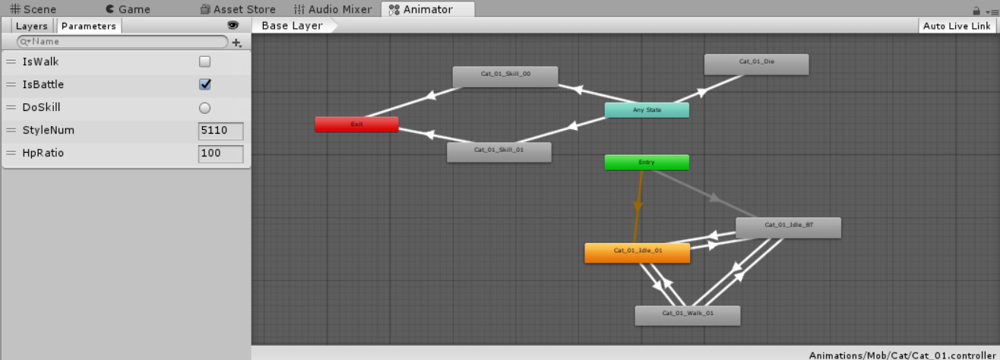 Scene Game Asset Store Audio Mixer Animator
Layers Parameters Base Layer Auto Live Link
Name
IsWalk
IsBattle
DoSkill
StyleNum 5110
HpRatio 100
Cat_01_Die
Cat_01_Skill_00
Any State
Exit
Cat_01_Skill_01
Entry
Cat_01_Idle_BT
Cat_01_Idle_01
Cat_01_Walk_01
Animations/Mob/Cat/Cat_01.controller